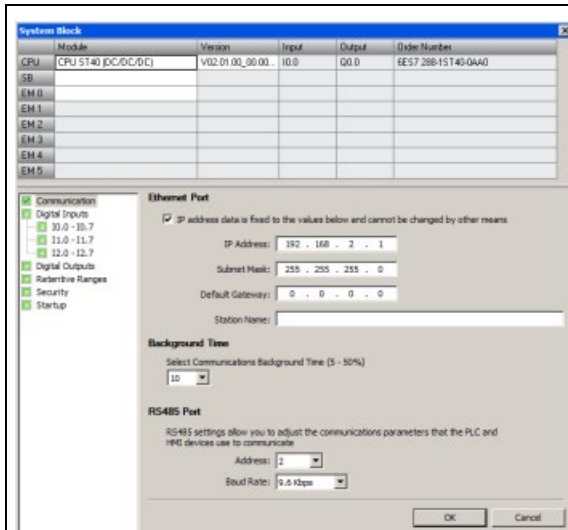 System Block
Module Version Input Output Order Number
CPU CPU ST40 (DC/DC/DC) V02.01.00_00.00... I0.0 Q0.0 6ES7 288-1ST40-0AA0
SB
EM 0
EM 1
EM 2
EM 3
EM 4
EM 5
Communication
Digital Inputs
I0.0 - I0.7
I1.0 - I1.7
I2.0 - I2.7
Digital Outputs
Retentive Ranges
Security
Startup
Ethernet Port
IP address data is fixed to the values below and cannot be changed by other means
IP Address: 192 . 168 . 2 . 1
Subnet Mask: 255 . 255 . 255 . 0
Default Gateway: 0 . 0 . 0 . 0
Station Name:
Background Time
Select Communications Background Time (5 - 50%)
10
RS485 Port
RS485 settings allow you to adjust the communications parameters that the PLC and
HMI devices use to communicate
Address: 2
Baud Rate: 9.6 Kbps
OK Cancel